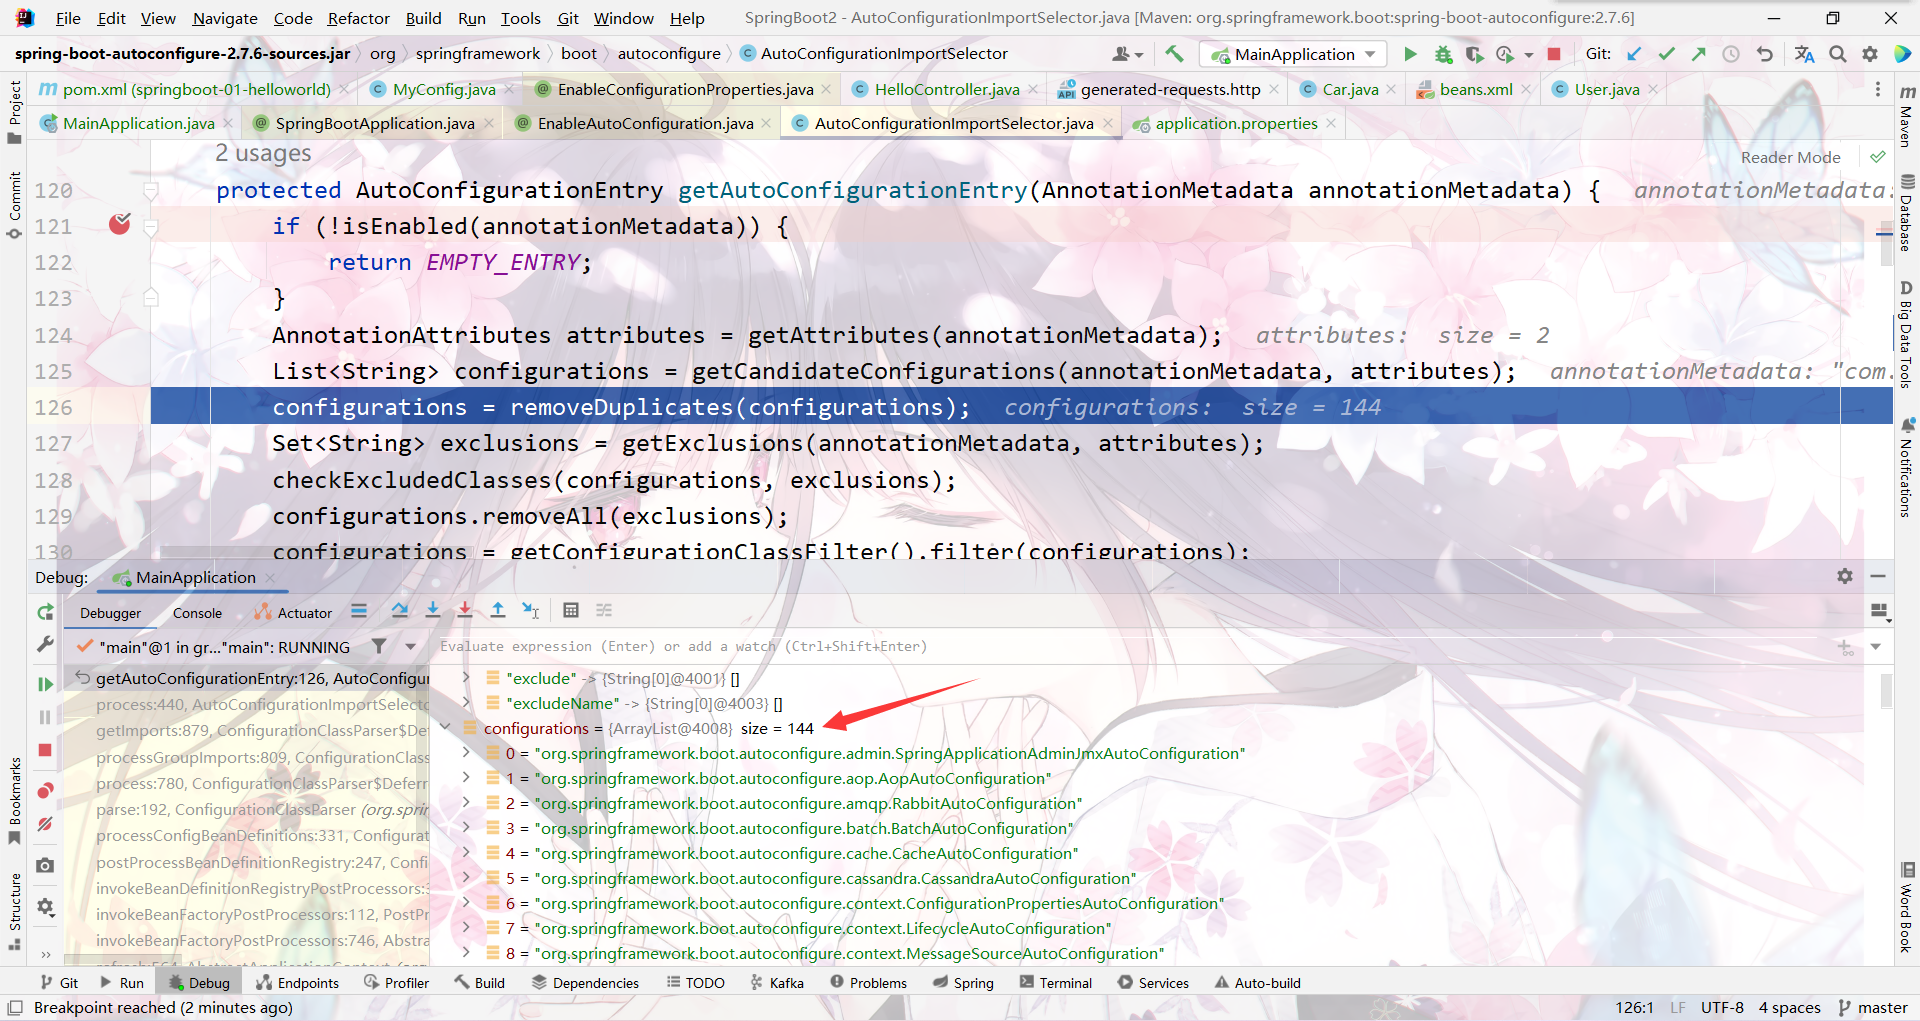 File Edit View Navigate Code Refactor Build Run Tools Git Window Help SpringBoot2 - AutoConfigurationImportSelector.java [Maven: org.springframework.boot:spring-boot-autoconfigure:2.7.6]
spring-boot-autoconfigure-2.7.6-sources.jar org springframework boot autoconfigure AutoConfigurationImportSelector MainApplication Git:
pom.xml (springboot-01-helloworld) MyConfig.java EnableConfigurationProperties.java HelloController.java generated-requests.http Car.java beans.xml User.java
MainApplication.java SpringBootApplication.java EnableAutoConfiguration.java AutoConfigurationImportSelector.java application.properties
Project
Commit
Bookmarks
Structure
2 usages
Reader Mode
120 protected AutoConfigurationEntry getAutoConfigurationEntry(AnnotationMetadata annotationMetadata) { annotationMetadata:
121 if (!isEnabled(annotationMetadata)) {
122 return EMPTY_ENTRY;
123 }
124 AnnotationAttributes attributes = getAttributes(annotationMetadata); attributes: size = 2
125 List<String> configurations = getCandidateConfigurations(annotationMetadata, attributes); annotationMetadata: "com.
126 configurations = removeDuplicates(configurations); configurations: size = 144
127 Set<String> exclusions = getExclusions(annotationMetadata, attributes);
128 checkExcludedClasses(configurations, exclusions);
129 configurations.removeAll(exclusions);
130 configurations = getConfigurationClassFilter().filter(configurations);
Maven
Database
Big Data Tools
Notifications
Word Book
Debug: MainApplication
Debugger Console Actuator
"main"@1 in gr..."main": RUNNING
getAutoConfigurationEntry:126, AutoConfigur
process:440, AutoConfigurationImportSelecto
getImports:879, ConfigurationClassParser$De
processGroupImports:809, ConfigurationClass
process:780, ConfigurationClassParser$Deferr
parse:192, ConfigurationClassParser (org.sprin
processConfigBeanDefinitions:331, Configurat
postProcessBeanDefinitionRegistry:247, Confi
invokeBeanDefinitionRegistryPostProcessors:3
invokeBeanFactoryPostProcessors:112, PostPr
invokeBeanFactoryPostProcessors:746, Abstra
refresh:564, AbstractApplicationContext (org
Evaluate expression (Enter) or add a watch (Ctrl+Shift+Enter)
"exclude" -> {String[0]@4001} []
"excludeName" -> {String[0]@4003} []
configurations = {ArrayList@4008} size = 144
0 = "org.springframework.boot.autoconfigure.admin.SpringApplicationAdminJmxAutoConfiguration"
1 = "org.springframework.boot.autoconfigure.aop.AopAutoConfiguration"
2 = "org.springframework.boot.autoconfigure.amqp.RabbitAutoConfiguration"
3 = "org.springframework.boot.autoconfigure.batch.BatchAutoConfiguration"
4 = "org.springframework.boot.autoconfigure.cache.CacheAutoConfiguration"
5 = "org.springframework.boot.autoconfigure.cassandra.CassandraAutoConfiguration"
6 = "org.springframework.boot.autoconfigure.context.ConfigurationPropertiesAutoConfiguration"
7 = "org.springframework.boot.autoconfigure.context.LifecycleAutoConfiguration"
8 = "org.springframework.boot.autoconfigure.context.MessageSourceAutoConfiguration"
Git Run Debug Endpoints Profiler Build Dependencies TODO Kafka Problems Spring Terminal Services Auto-build
Breakpoint reached (2 minutes ago) 126:1 LF UTF-8 4 spaces master